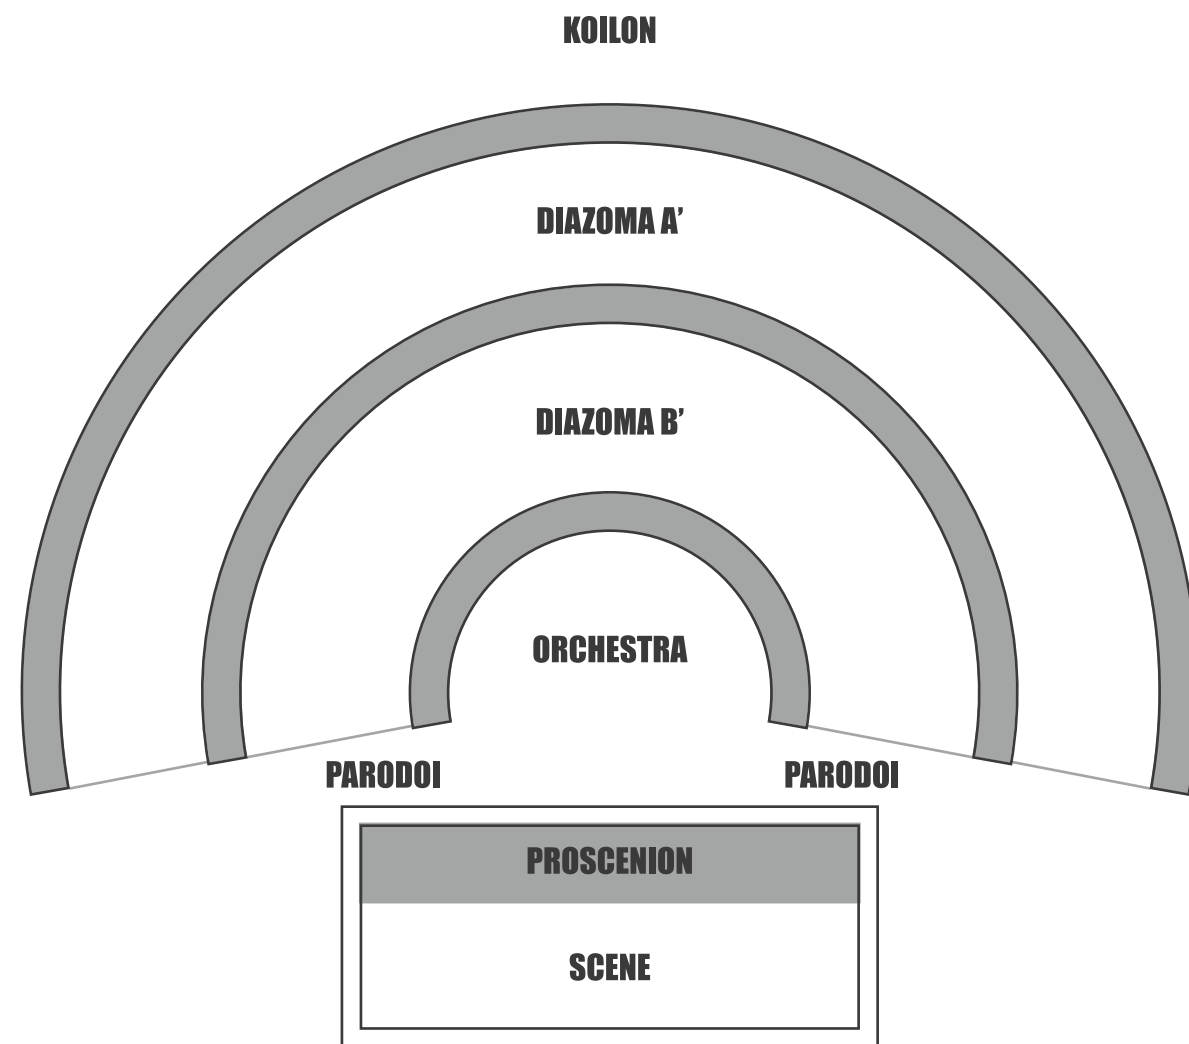 KOILON
DIAZOMA A’
DIAZOMA B’
ORCHESTRA
PARODOI
PARODOI
PROSCENION
SCENE